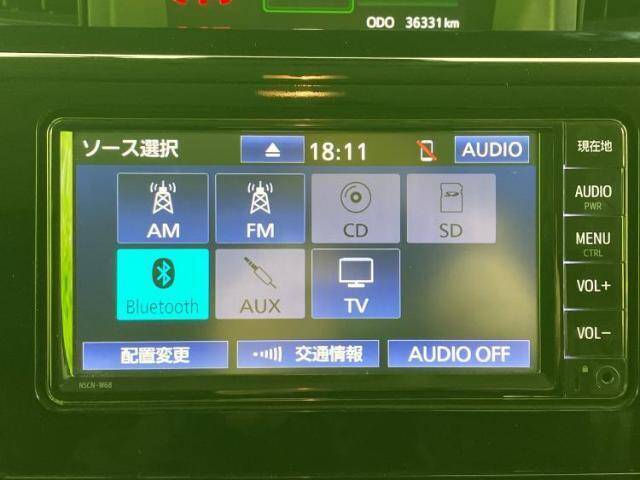 ODO 36331 km
ソース選択 18:11 AUDIO
現在地
AM FM CD SD
AUDIO
PWR
MENU
CTRL
Bluetooth AUX TV
VOL+
VOL−
配置変更 交通情報 AUDIO OFF
NSCN-W68